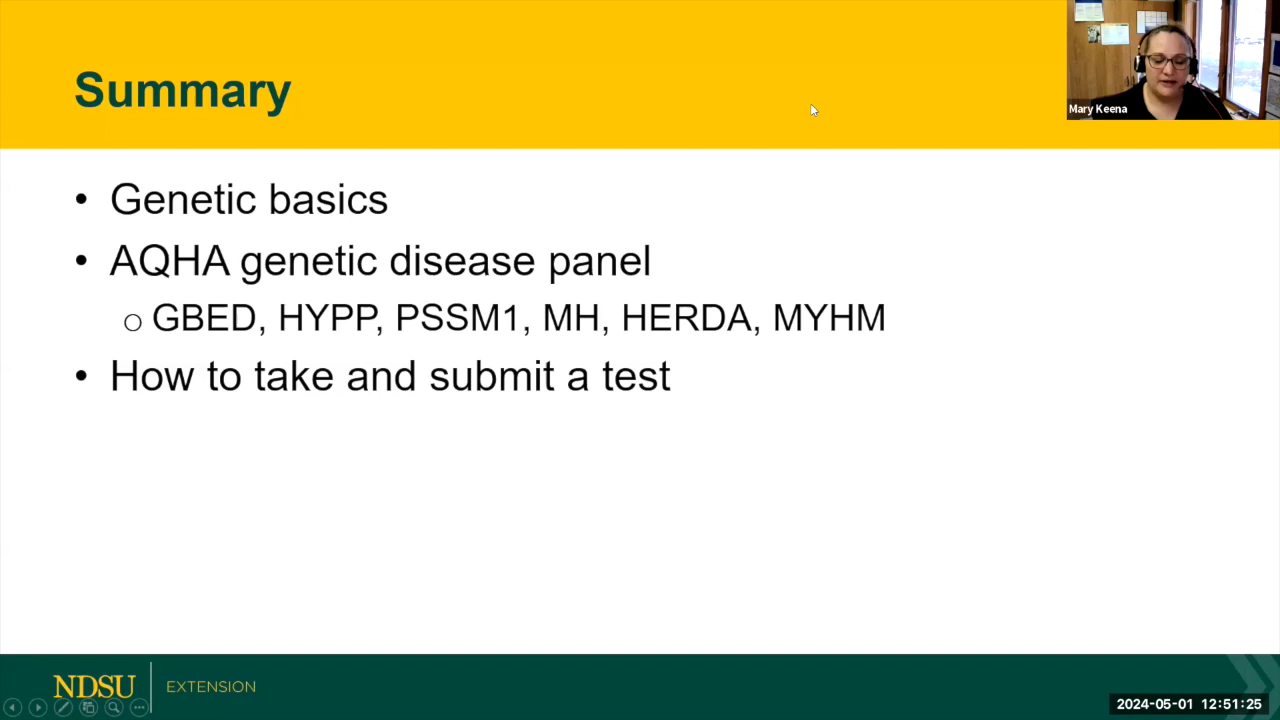 Summary
Mary Keena
• Genetic basics
• AQHA genetic disease panel
○ GBED, HYPP, PSSM1, MH, HERDA, MYHM
• How to take and submit a test
NDSU EXTENSION
2024-05-01 12:51:25